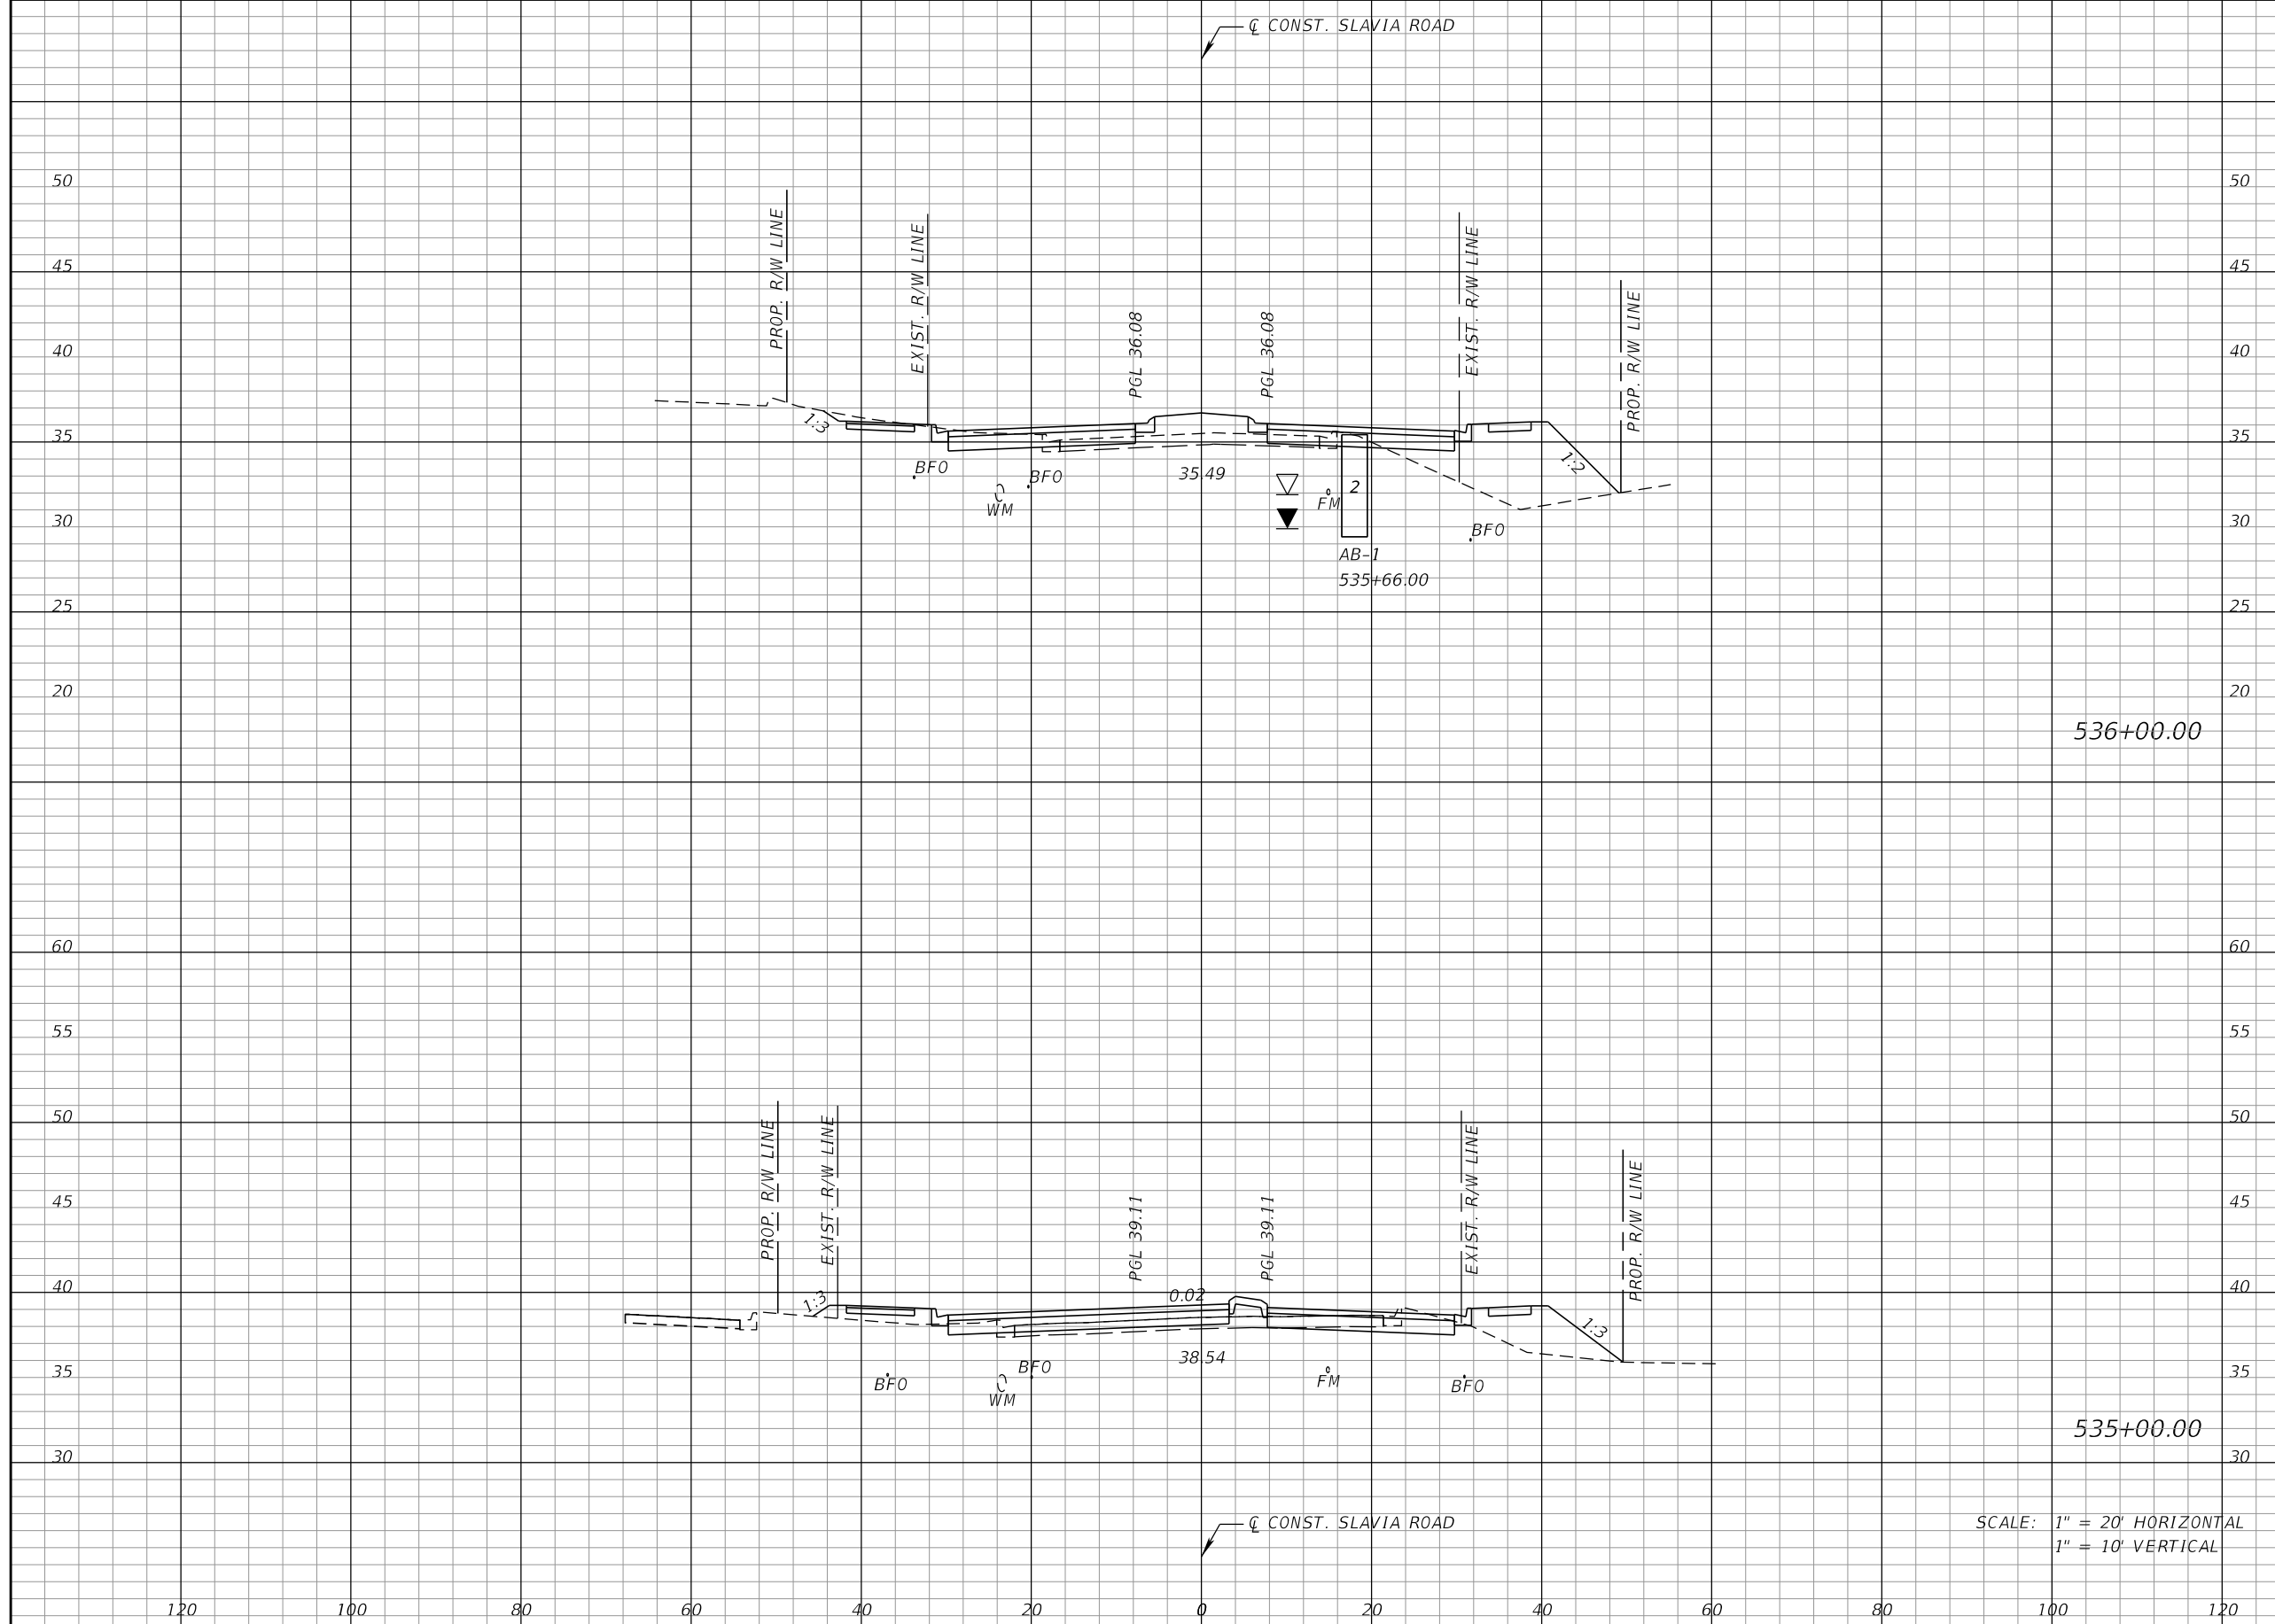 ℄ CONST. SLAVIA ROAD
50 50
PROP. R/W LINE
EXIST. R/W LINE
EXIST. R/W LINE
45 45
PROP. R/W LINE
PGL 36.08
PGL 36.08
40 40
1:3
35 35
BFO
BFO
WM
35.49
FM
2
1:2
30 30
BFO
AB-1
535+66.00
25 25
20 20
536+00.00
60 60
55 55
50 50
PROP. R/W LINE
EXIST. R/W LINE
EXIST. R/W LINE
PROP. R/W LINE
45 45
PGL 39.11
PGL 39.11
40 40
1:3
0.02
1:3
38.54
35 35
BFO
BFO
WM
FM
BFO
535+00.00
30 30
℄ CONST. SLAVIA ROAD
SCALE: 1" = 20' HORIZONTAL
1" = 10' VERTICAL
120 100 80 60 40 20 0 20 40 60 80 100 120